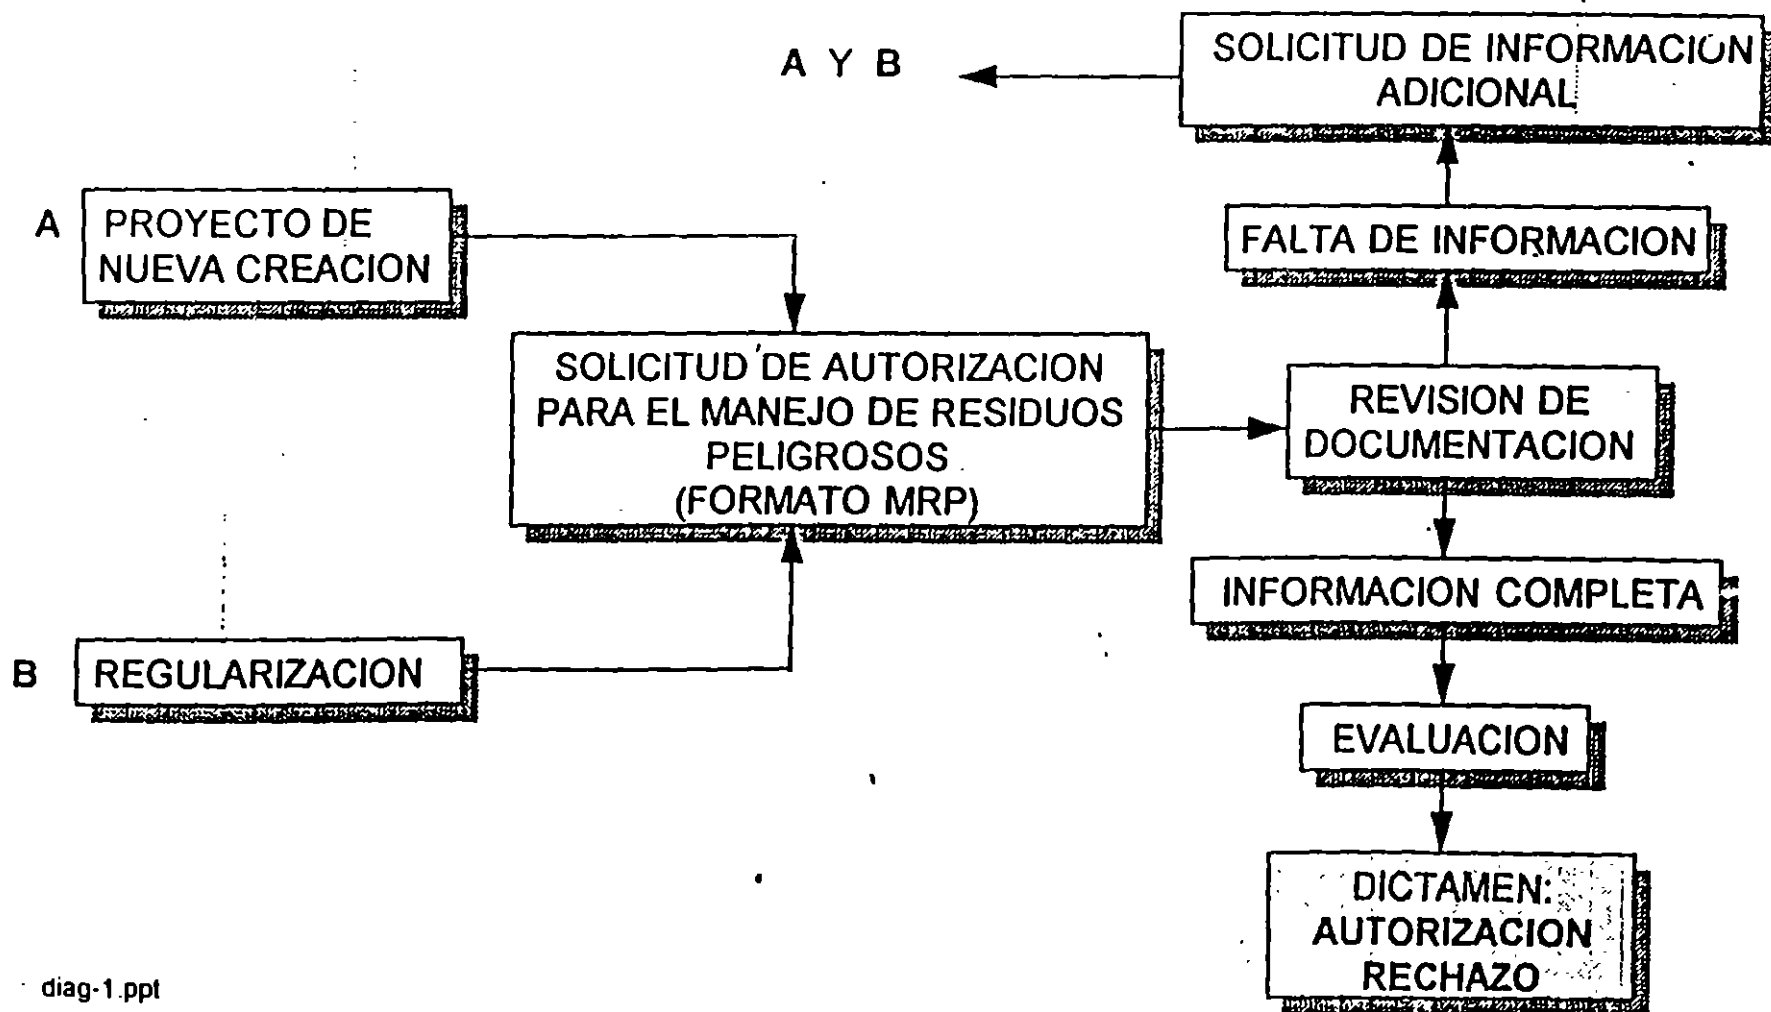 A Y B
SOLICITUD DE INFORMACION
ADICIONAL
A
PROYECTO DE
NUEVA CREACION
FALTA DE INFORMACION
SOLICITUD DE AUTORIZACION
PARA EL MANEJO DE RESIDUOS
PELIGROSOS
(FORMATO MRP)
REVISION DE
DOCUMENTACION
INFORMACION COMPLETA
B
REGULARIZACION
EVALUACION
DICTAMEN:
AUTORIZACION
RECHAZO
diag-1.ppt